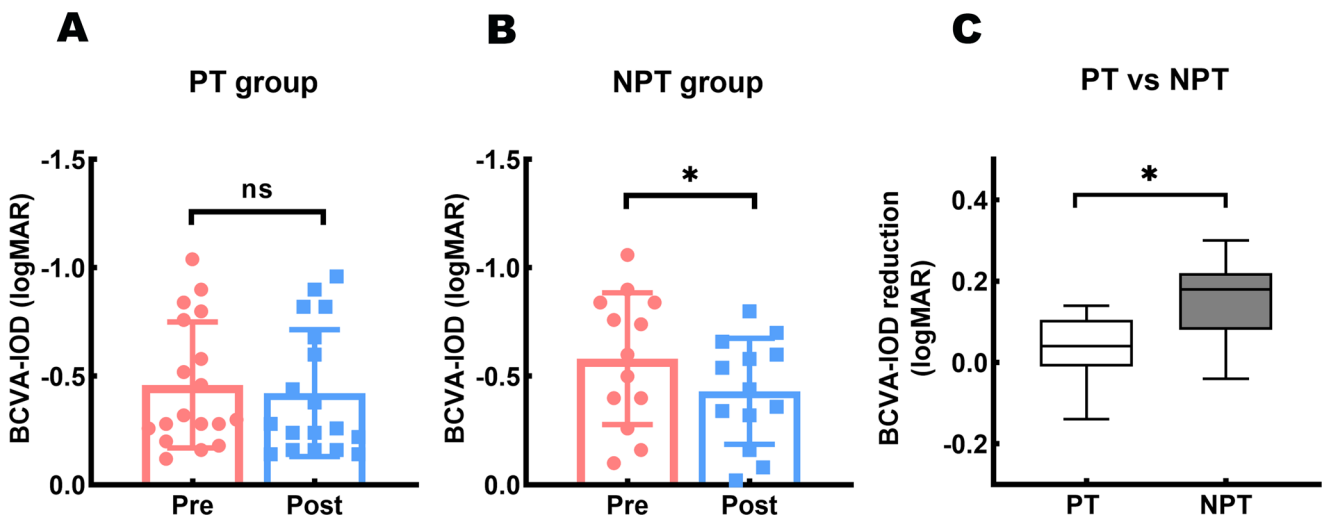 A
PT group
BCVA-IOD (logMAR)
-1.5
-1.0
-0.5
0.0
ns
Pre
Post
B
NPT group
BCVA-IOD (logMAR)
-1.5
-1.0
-0.5
0.0
*
Pre
Post
C
PT vs NPT
BCVA-IOD reduction
(logMAR)
0.4
0.2
0.0
-0.2
*
PT
NPT